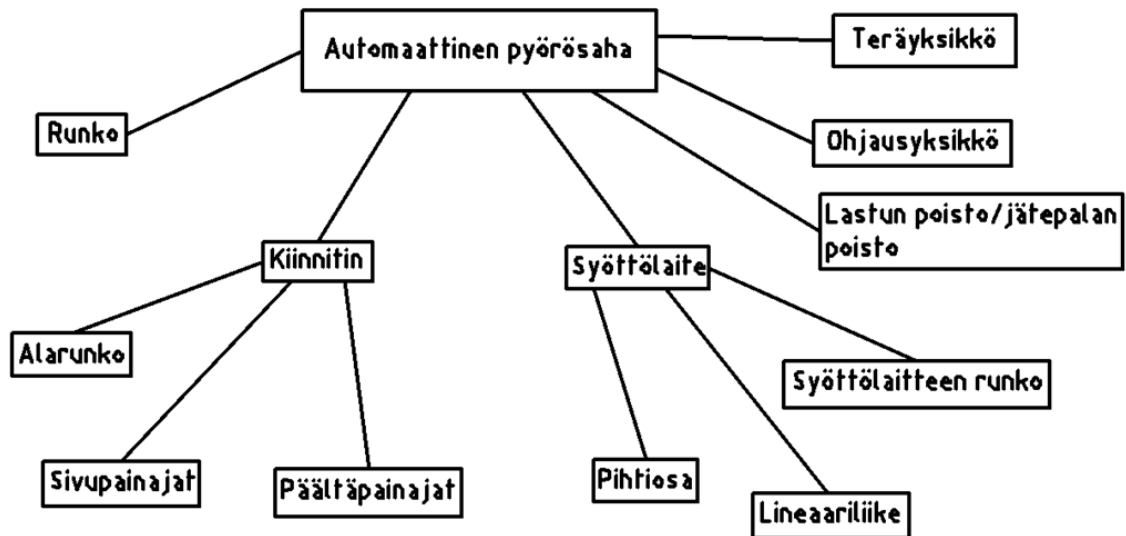 Automaattinen pyörösaha
Teräyksikkö
Runko
Ohjausyksikkö
Lastun poisto/jätepalan
poisto
Kiinnitin
Syöttölaite
Alarunko
Syöttölaitteen runko
Sivupainajat
Päältäpainajat
Pihtiosa
Lineaariliike